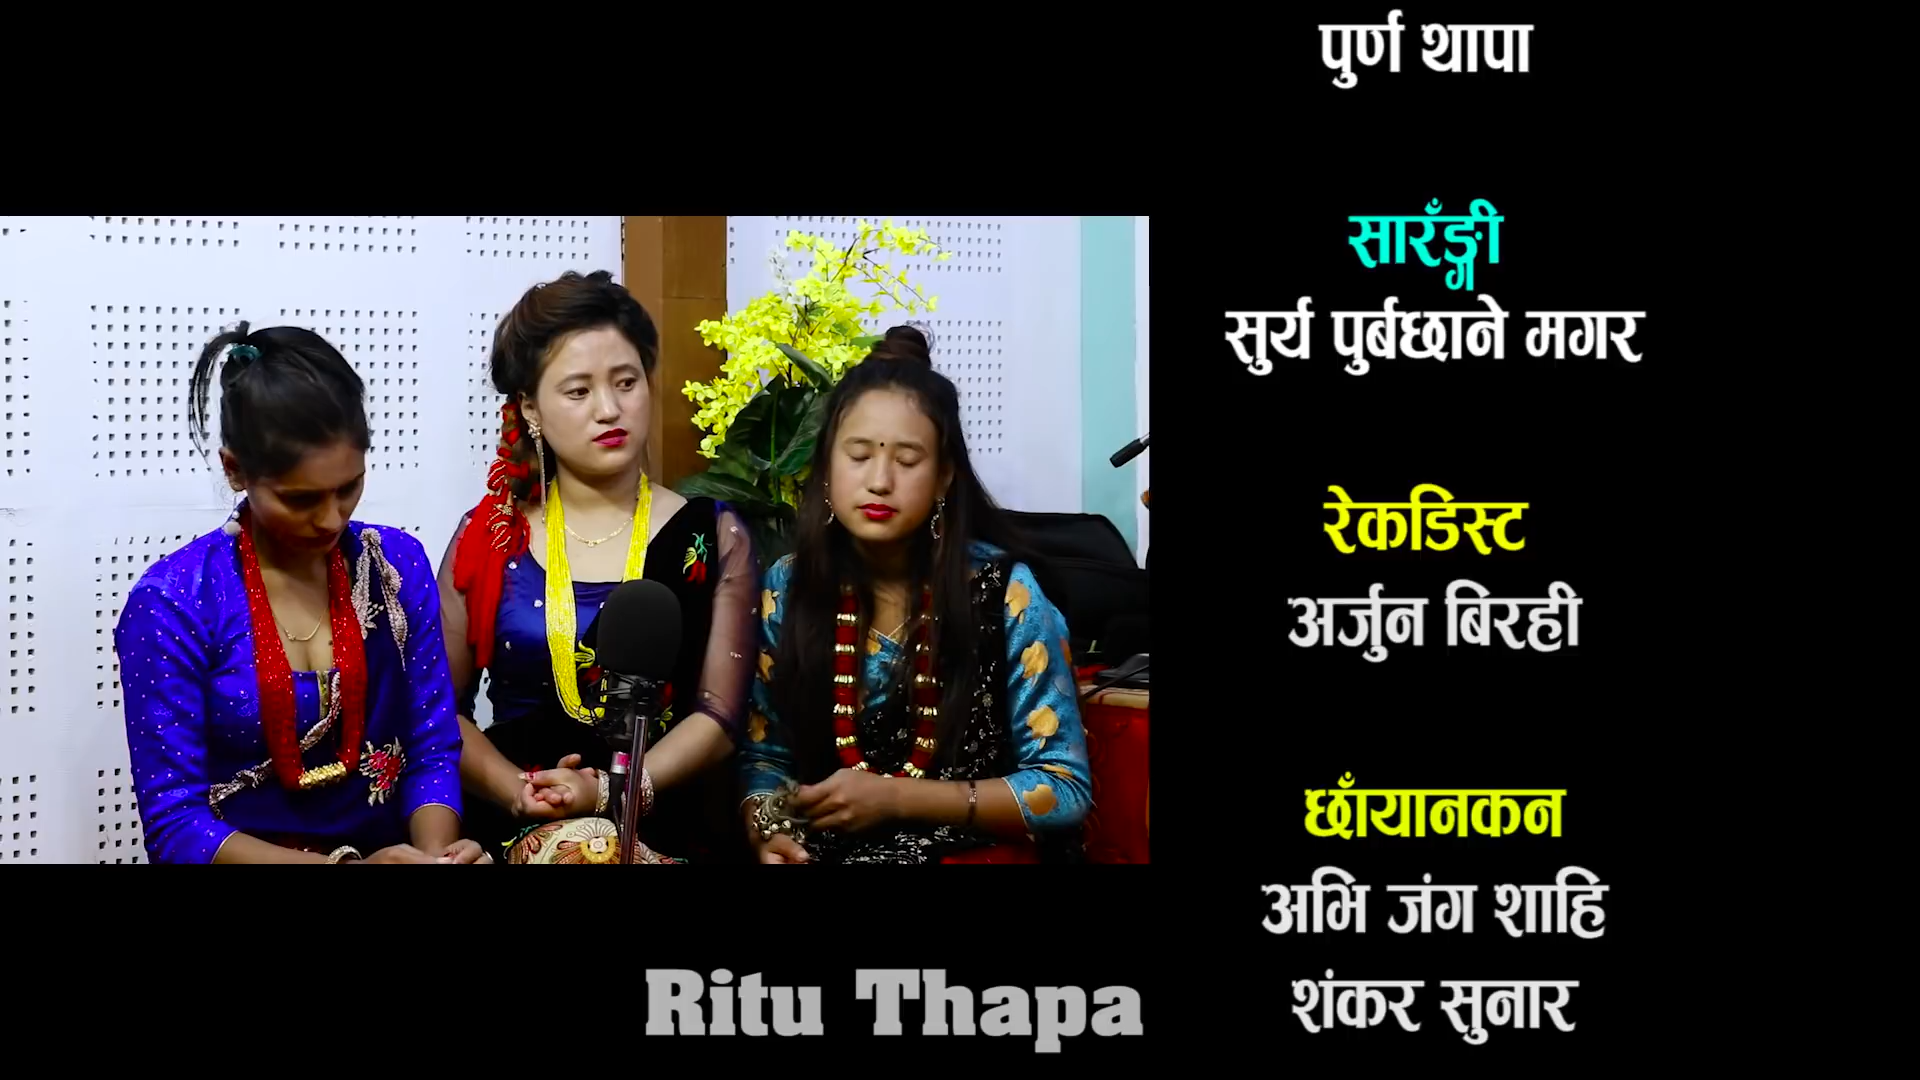 पुर्ण थापा
सारँङ्गी
सुर्य पुर्बछाने मगर
रेकडिस्ट
अर्जुन बिरही
छाँयानकन
अभि जंग शाहि
शंकर सुनार
Ritu Thapa